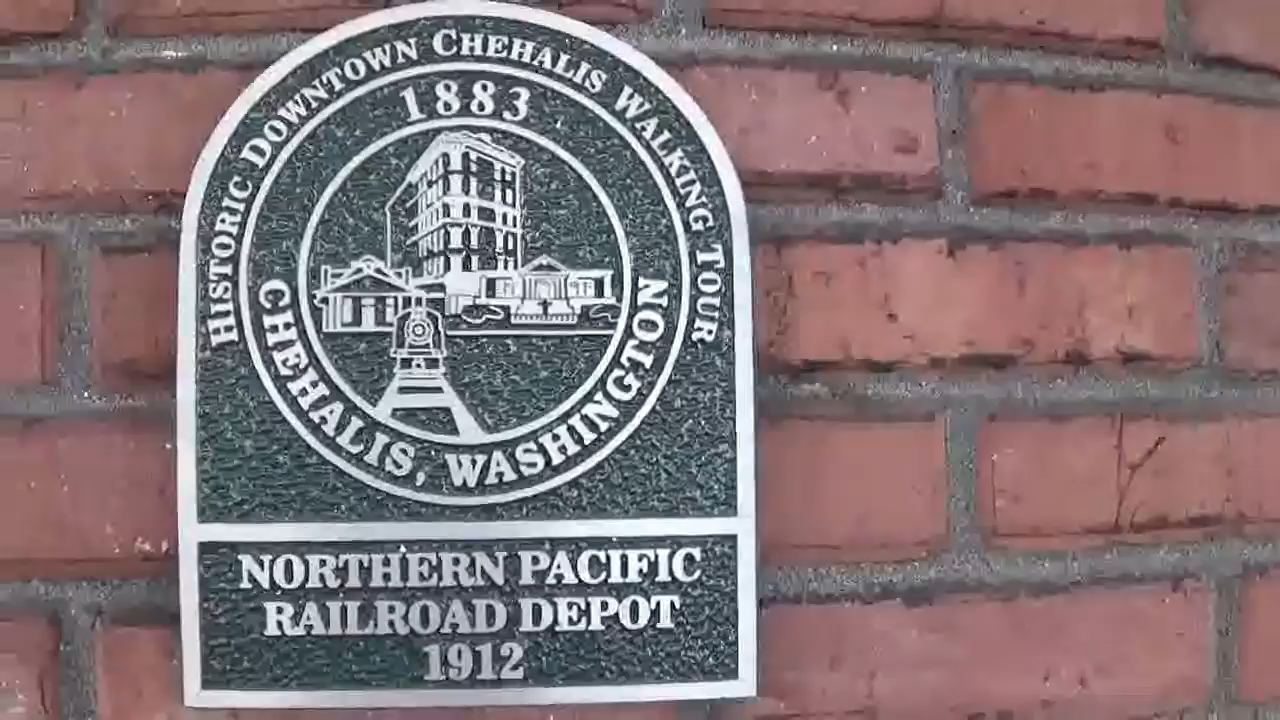 HISTORIC DOWNTOWN CHEHALIS WALKING TOUR
1883
CHEHALIS, WASHINGTON
NORTHERN PACIFIC
RAILROAD DEPOT
1912